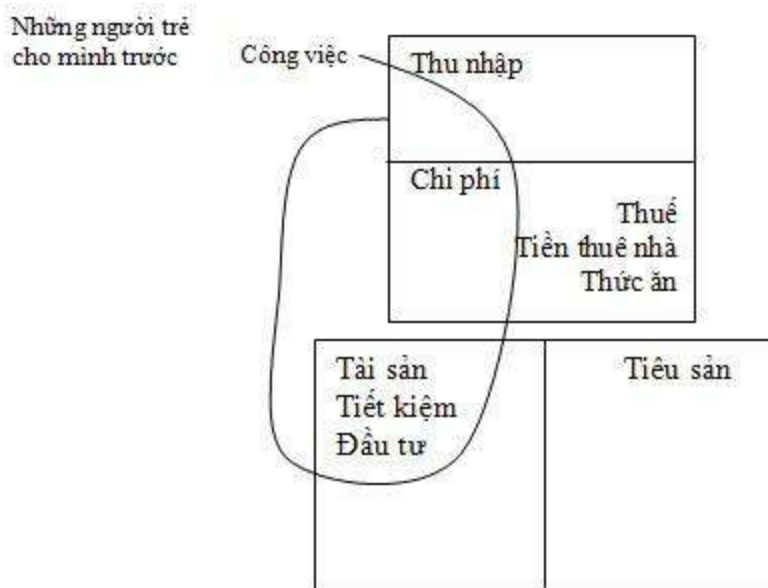 Những người trẻ
cho mình trước
Công việc
Thu nhập
Chi phí
Thuế
Tiền thuê nhà
Thức ăn
Tài sản
Tiết kiệm
Đầu tư
Tiêu sản